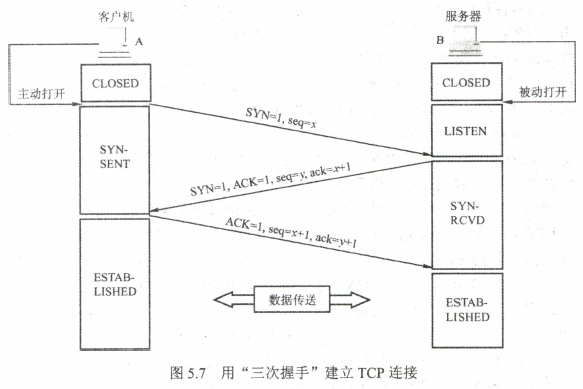 客户机
服务器
A
B
主动打开
CLOSED
CLOSED
被动打开
SYN=1, seq=x
LISTEN
SYN-
SENT
SYN=1, ACK=1, seq=y, ack=x+1
SYN-
RCVD
ACK=1, seq=x+1, ack=y+1
ESTAB-
LISHED
数据传送
ESTAB-
LISHED
图 5.7 用“三次握手”建立 TCP 连接